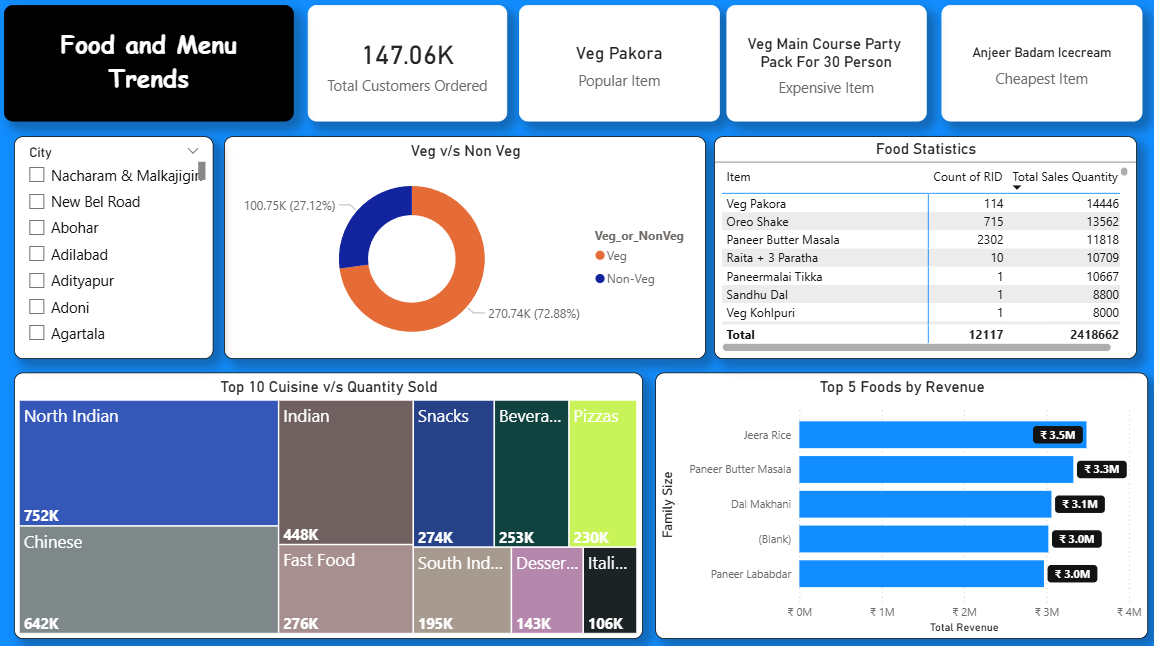 Food and Menu
Trends
147.06K
Total Customers Ordered
Veg Pakora
Popular Item
Veg Main Course Party
Pack For 30 Person
Expensive Item
Anjeer Badam Icecream
Cheapest Item
City
Nacharam & Malkajigiri
New Bel Road
Abohar
Adilabad
Adityapur
Adoni
Agartala
Veg v/s Non Veg
100.75K (27.12%)
270.74K (72.88%)
Veg_or_NonVeg
Veg
Non-Veg
Food Statistics
Item Count of RID Total Sales Quantity
Veg Pakora 114 14446
Oreo Shake 715 13562
Paneer Butter Masala 2302 11818
Raita + 3 Paratha 10 10709
Paneermalai Tikka 1 10667
Sandhu Dal 1 8800
Veg Kohlpuri 1 8000
Total 12117 2418662
Top 10 Cuisine v/s Quantity Sold
North Indian
752K
Chinese
642K
Indian
448K
Fast Food
276K
Snacks
274K
Bevera...
253K
Pizzas
230K
South Ind...
195K
Desser...
143K
Itali...
106K
Top 5 Foods by Revenue
Family Size
Jeera Rice ₹ 3.5M
Paneer Butter Masala ₹ 3.3M
Dal Makhani ₹ 3.1M
(Blank) ₹ 3.0M
Paneer Lababdar ₹ 3.0M
₹ 0M ₹ 1M ₹ 2M ₹ 3M ₹ 4M
Total Revenue